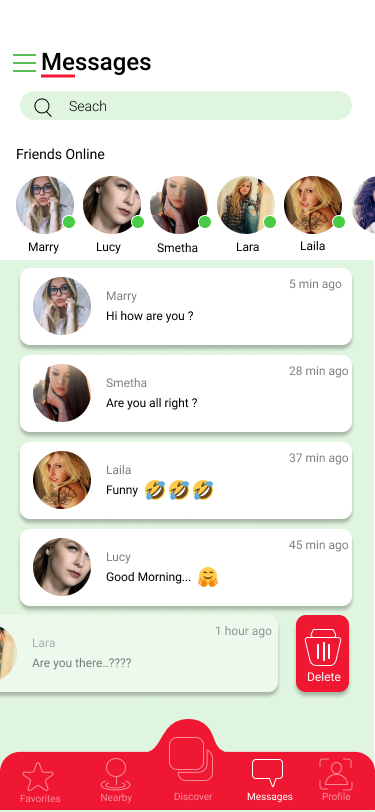 Messages
Seach
Friends Online
Marry Lucy Smetha Lara Laila
5 min ago
Marry
Hi how are you ?
28 min ago
Smetha
Are you all right ?
37 min ago
Laila
Funny 🤣🤣🤣
45 min ago
Lucy
Good Morning... 🤗
1 hour ago
Lara
Are you there..????
Delete
Favorites Nearby Discover Messages Profile